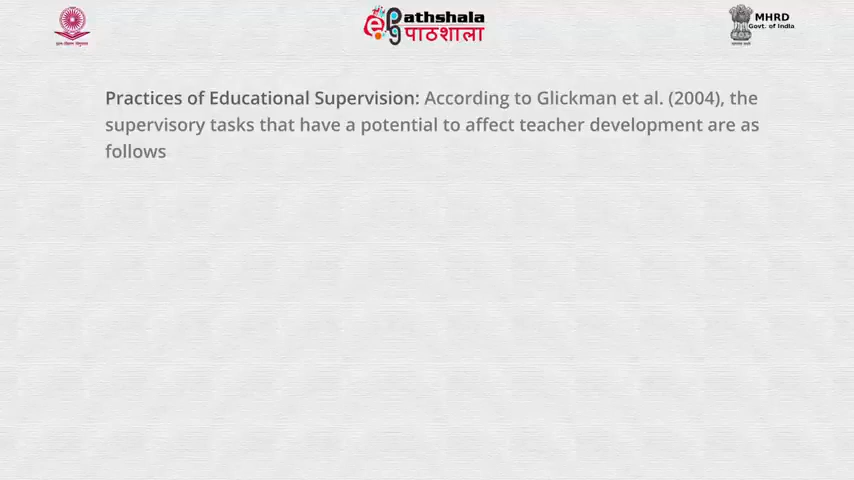 ePathshala
पाठशाला
MHRD
Govt. of India
Practices of Educational Supervision: According to Glickman et al. (2004), the
supervisory tasks that have a potential to affect teacher development are as
follows